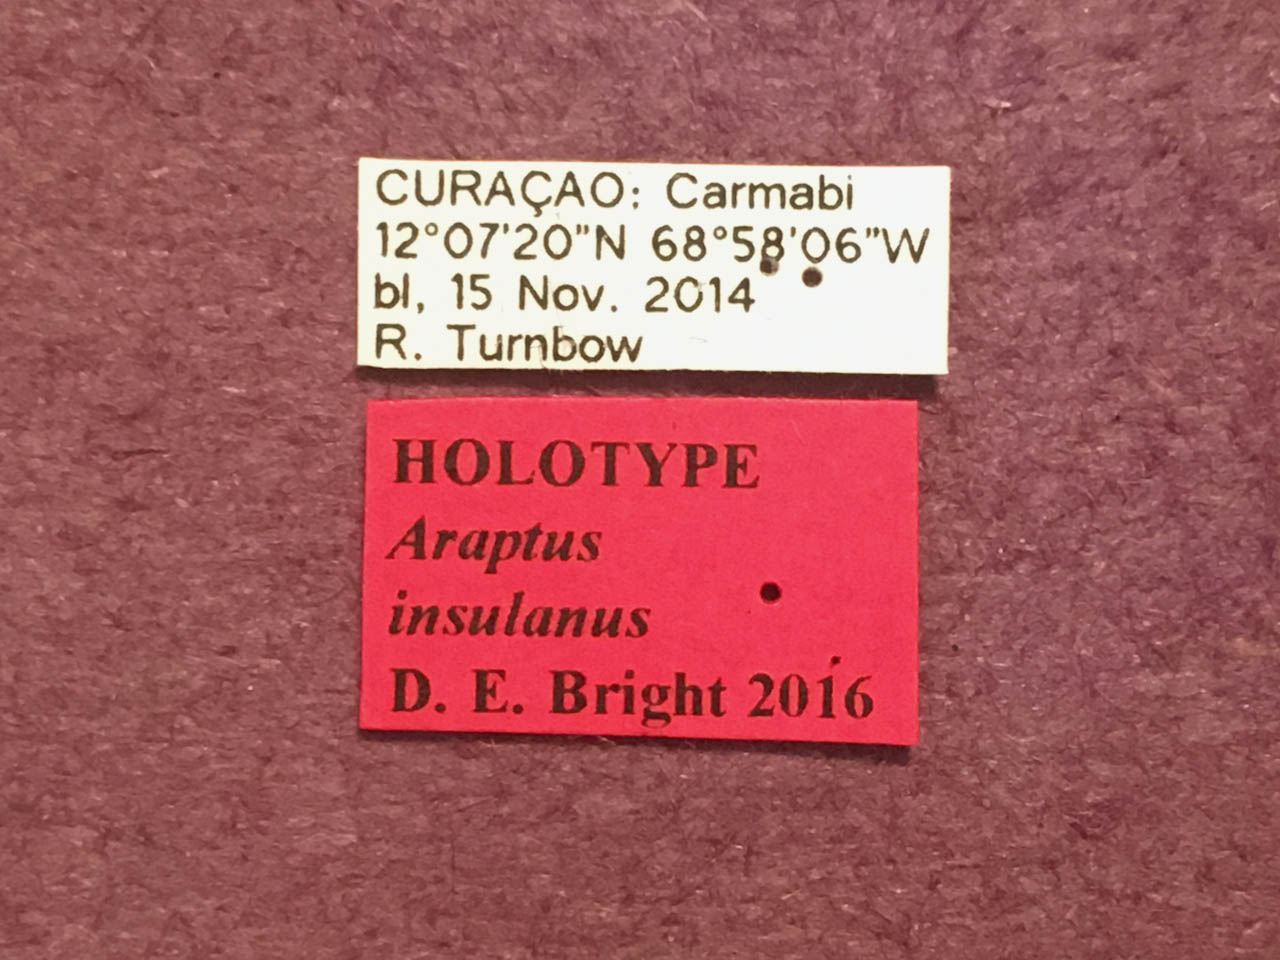 CURAÇAO: Carmabi
12°07'20"N 68°58'06"W
bl, 15 Nov. 2014
R. Turnbow
HOLOTYPE
Araptus
insulanus
D. E. Bright 2016